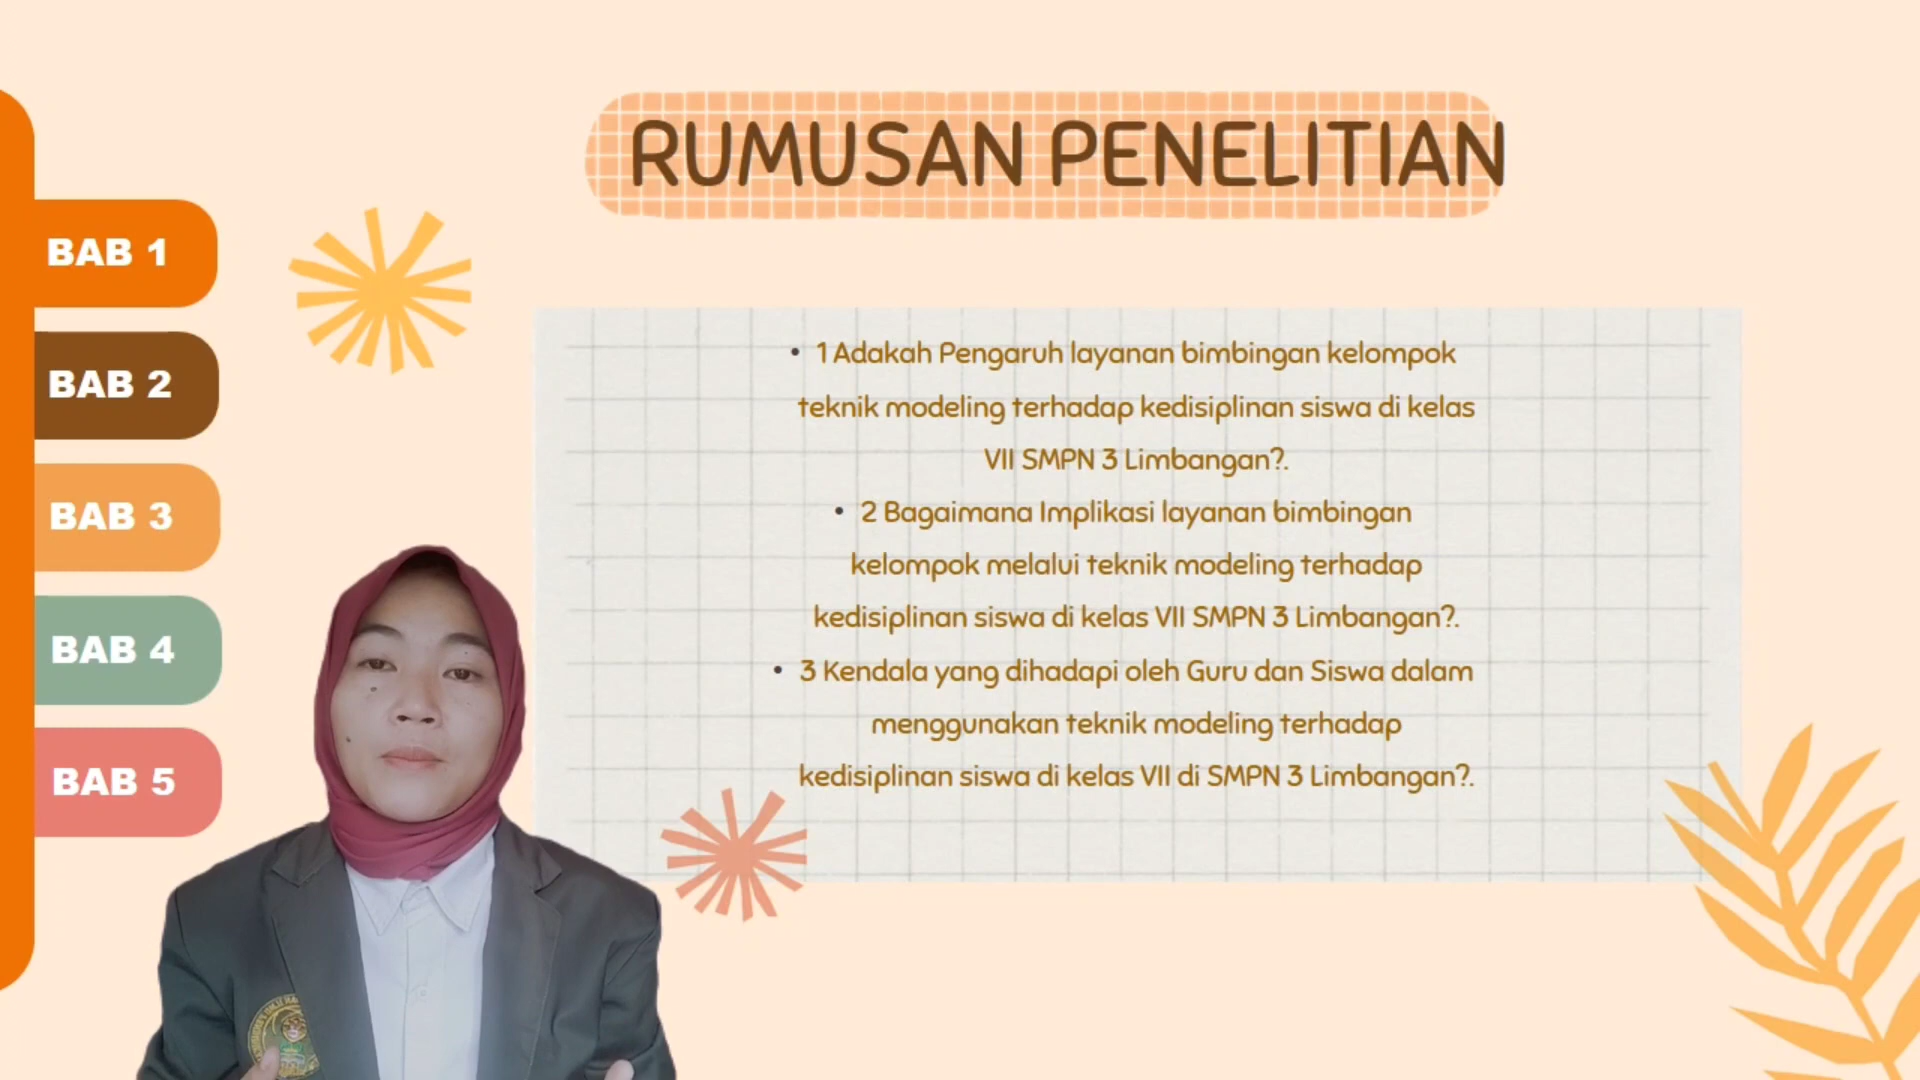 RUMUSAN PENELITIAN
BAB 1
BAB 2
BAB 3
BAB 4
BAB 5
• 1 Adakah Pengaruh layanan bimbingan kelompok
teknik modeling terhadap kedisiplinan siswa di kelas
VII SMPN 3 Limbangan?.
• 2 Bagaimana Implikasi layanan bimbingan
kelompok melalui teknik modeling terhadap
kedisiplinan siswa di kelas VII SMPN 3 Limbangan?.
• 3 Kendala yang dihadapi oleh Guru dan Siswa dalam
menggunakan teknik modeling terhadap
kedisiplinan siswa di kelas VII di SMPN 3 Limbangan?.